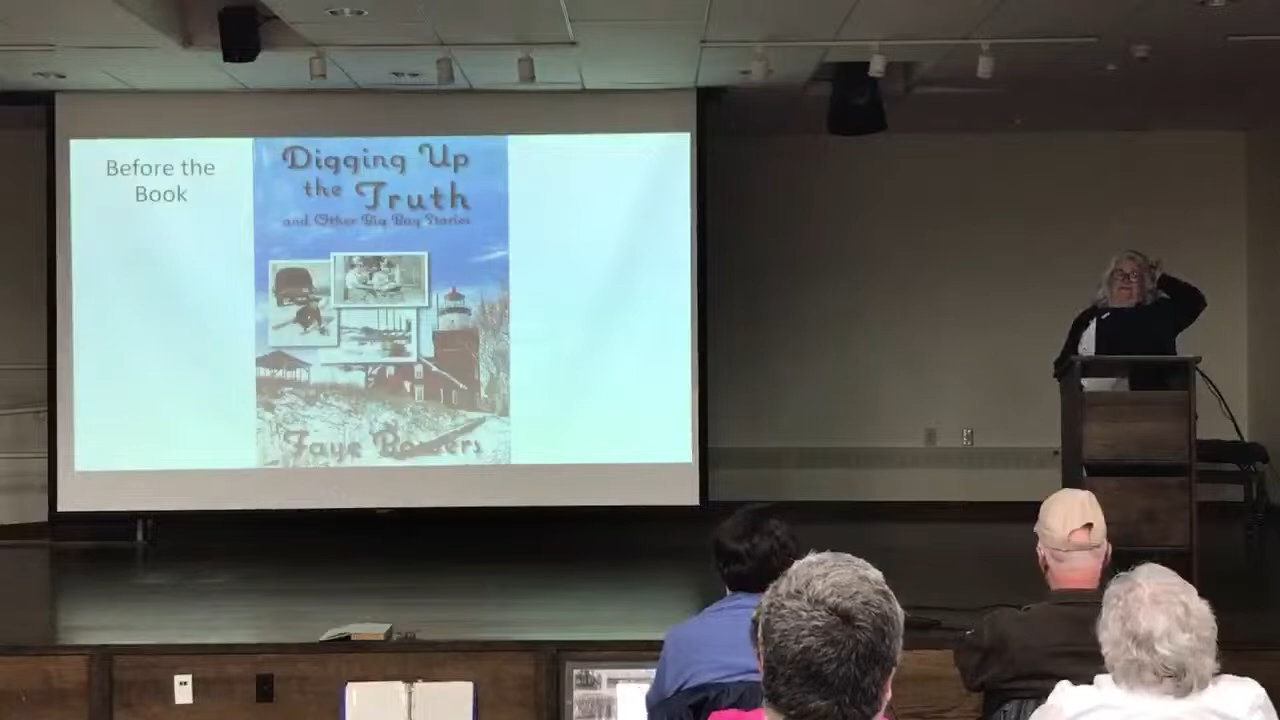 Before the
Book
Digging Up
the Truth
and Other Big Bay Stories
Faye Bowers